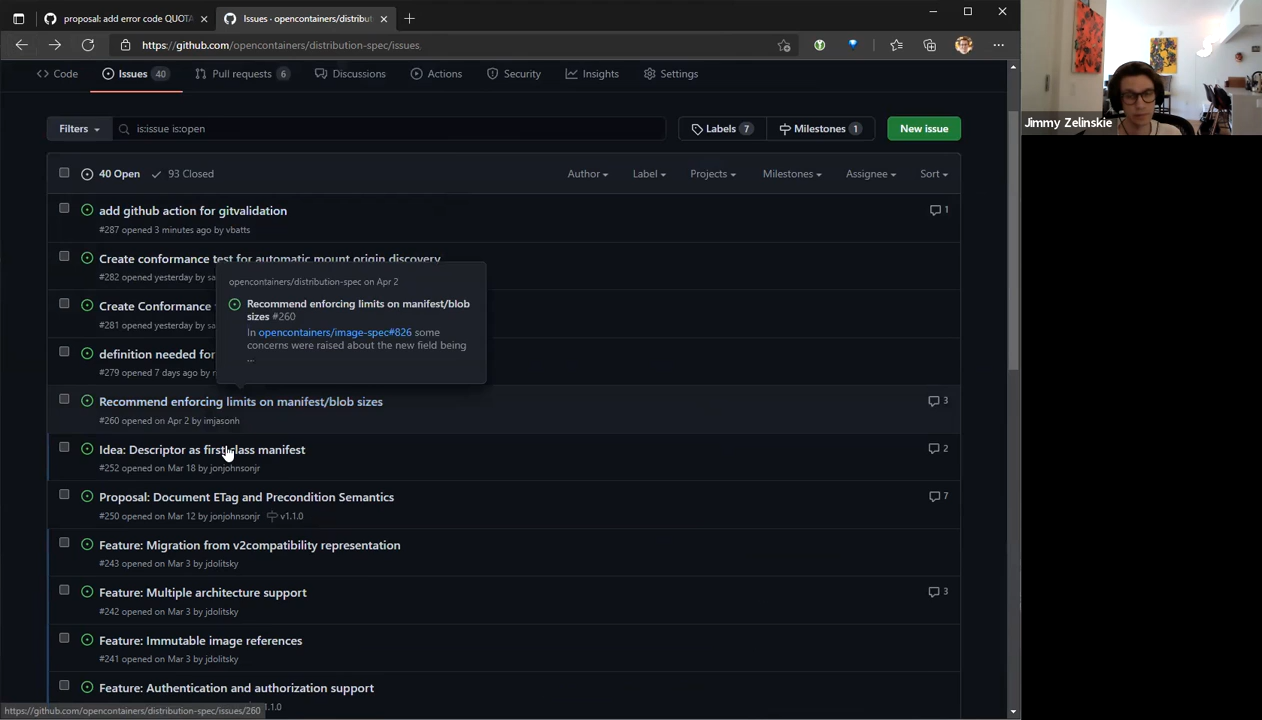 proposal: add error code QUOTA
Issues · opencontainers/distribut
https://github.com/opencontainers/distribution-spec/issues
Code
Issues 40
Pull requests 6
Discussions
Actions
Security
Insights
Settings
Filters
is:issue is:open
Labels 7
Milestones 1
New issue
40 Open 93 Closed
Author
Label
Projects
Milestones
Assignee
Sort
add github action for gitvalidation
1
#287 opened 3 minutes ago by vbatts
Create conformance test for automatic mount origin discovery
#282 opened yesterday by sa
Create Conformance
#281 opened yesterday by sa
definition needed for
#279 opened 7 days ago by
opencontainers/distribution-spec on Apr 2
Recommend enforcing limits on manifest/blob
sizes #260
In opencontainers/image-spec#826 some
concerns were raised about the new field being
...
Recommend enforcing limits on manifest/blob sizes
3
#260 opened on Apr 2 by imjasonh
Idea: Descriptor as first class manifest
2
#252 opened on Mar 18 by jonjohnsonjr
Proposal: Document ETag and Precondition Semantics
7
#250 opened on Mar 12 by jonjohnsonjr v1.1.0
Feature: Migration from v2compatibility representation
#243 opened on Mar 3 by jdolitsky
Feature: Multiple architecture support
3
#242 opened on Mar 3 by jdolitsky
Feature: Immutable image references
#241 opened on Mar 3 by jdolitsky
Feature: Authentication and authorization support
https://github.com/opencontainers/distribution-spec/issues/260
.1.0
Jimmy Zelinskie